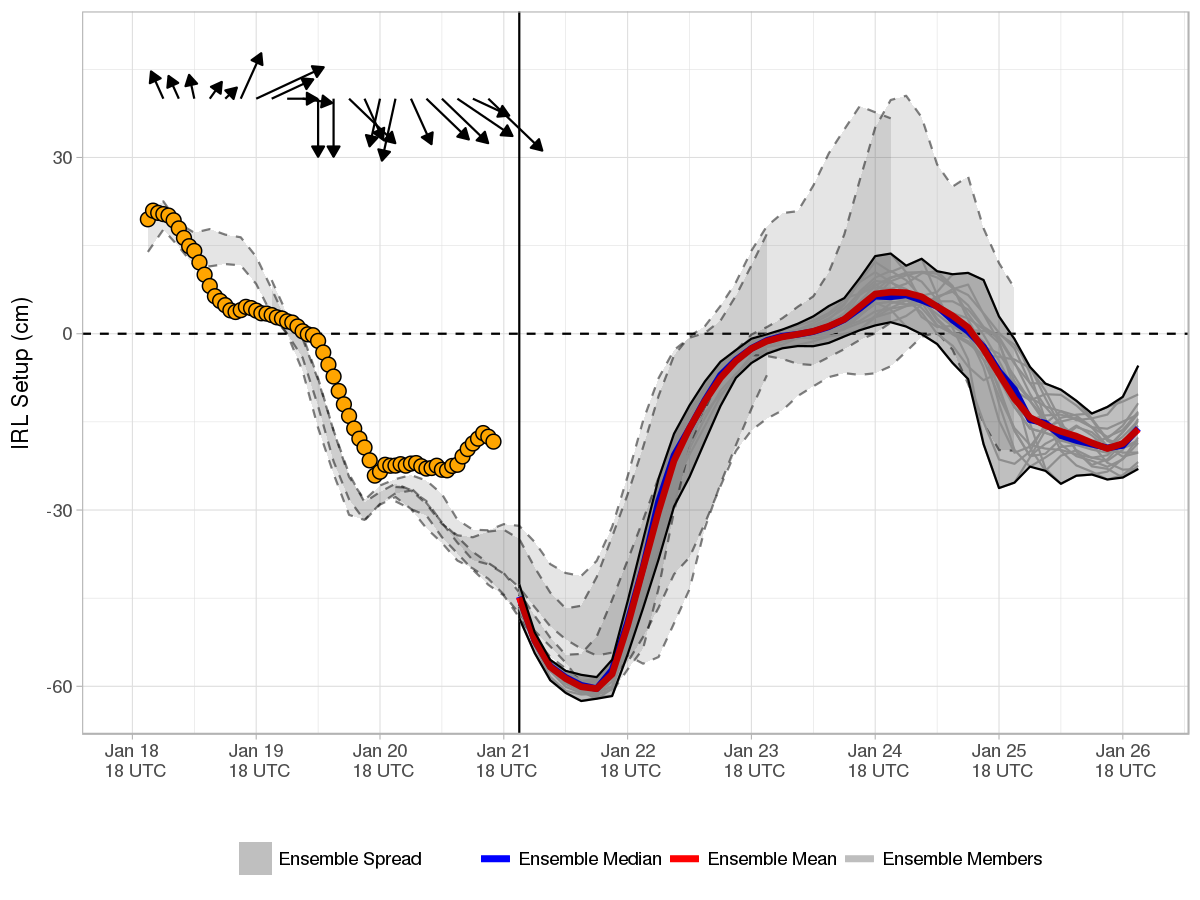 IRL Setup (cm)
30
0
-30
-60
Jan 18 Jan 19 Jan 20 Jan 21 Jan 22 Jan 23 Jan 24 Jan 25 Jan 26
18 UTC 18 UTC 18 UTC 18 UTC 18 UTC 18 UTC 18 UTC 18 UTC 18 UTC
Ensemble Spread Ensemble Median Ensemble Mean Ensemble Members